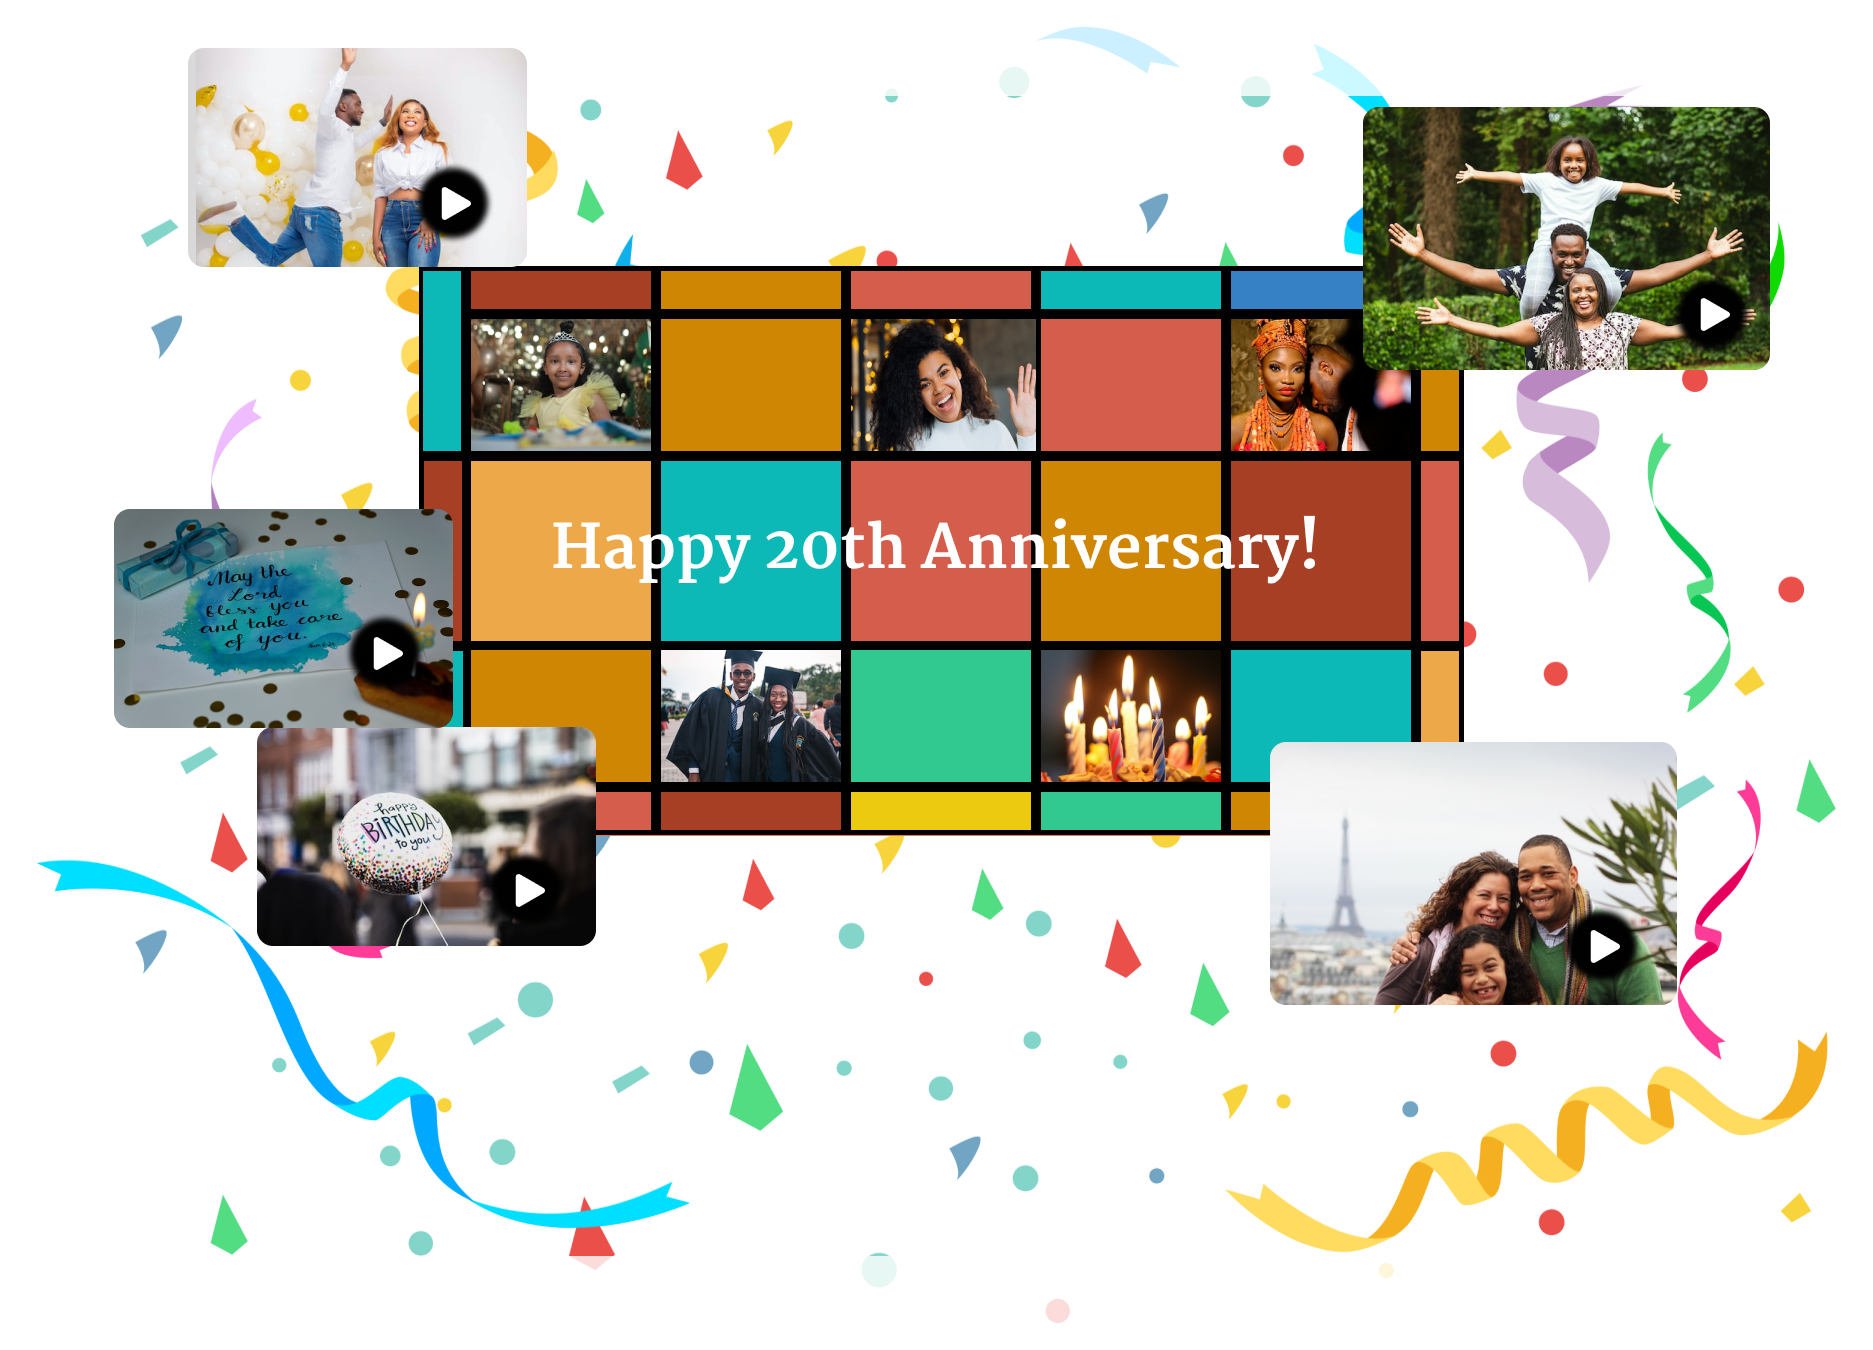 Happy 20th Anniversary!
May the
Lord
bless you
and take care
of you.
happy
BIRTHDAY
to you